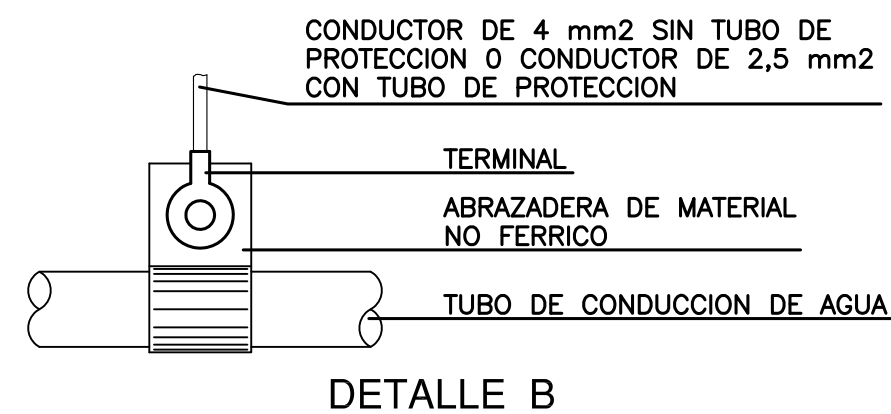 CONDUCTOR DE 4 mm2 SIN TUBO DE
PROTECCION O CONDUCTOR DE 2,5 mm2
CON TUBO DE PROTECCION
TERMINAL
ABRAZADERA DE MATERIAL
NO FERRICO
TUBO DE CONDUCCION DE AGUA
DETALLE B